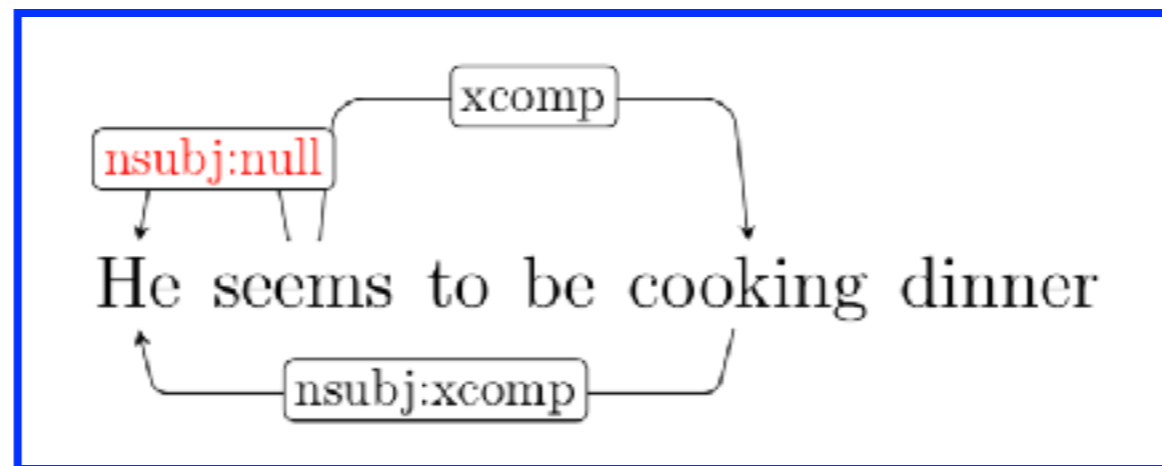 xcomp
nsubj:null
He seems to be cooking dinner
nsubj:xcomp